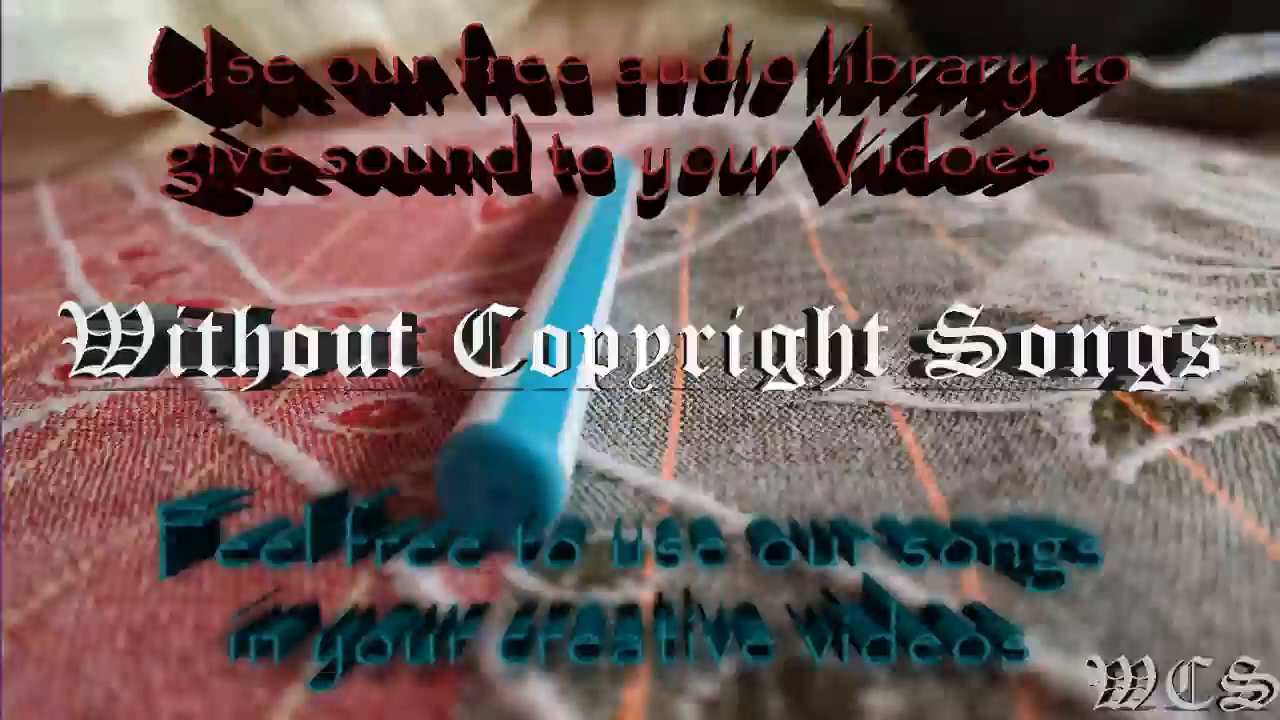 Use our free audio library to
give sound to your Vidoes
Without Copyright Songs
Feel free to use our songs
in your creative videos
WCS